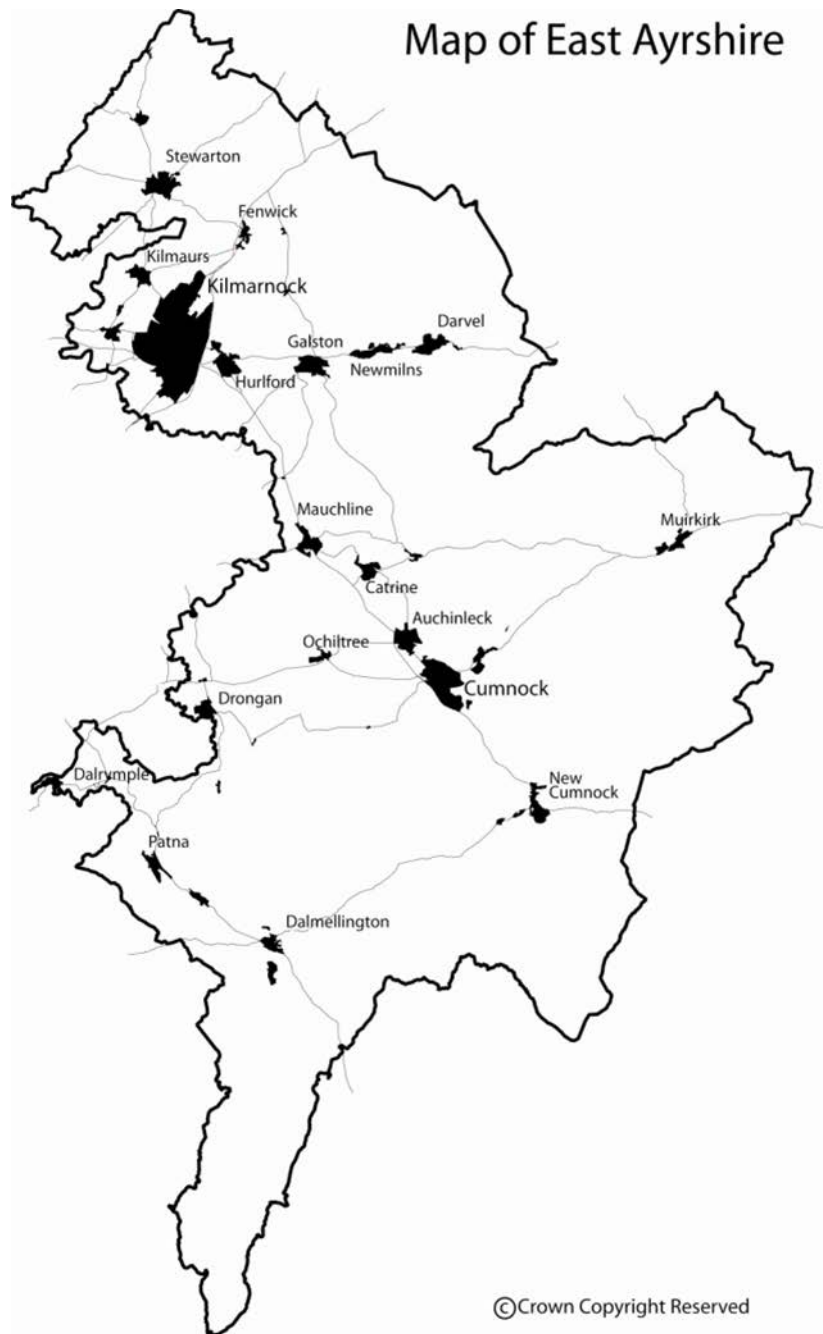 Map of East Ayrshire
Stewarton
Fenwick
Kilmaurs
Kilmarnock
Darvel
Galston
Newmilns
Hurlford
Mauchline
Muirkirk
Catrine
Auchinleck
Ochiltree
Cumnock
Drongan
Dalrymple
New
Cumnock
Patna
Dalmellington
©Crown Copyright Reserved